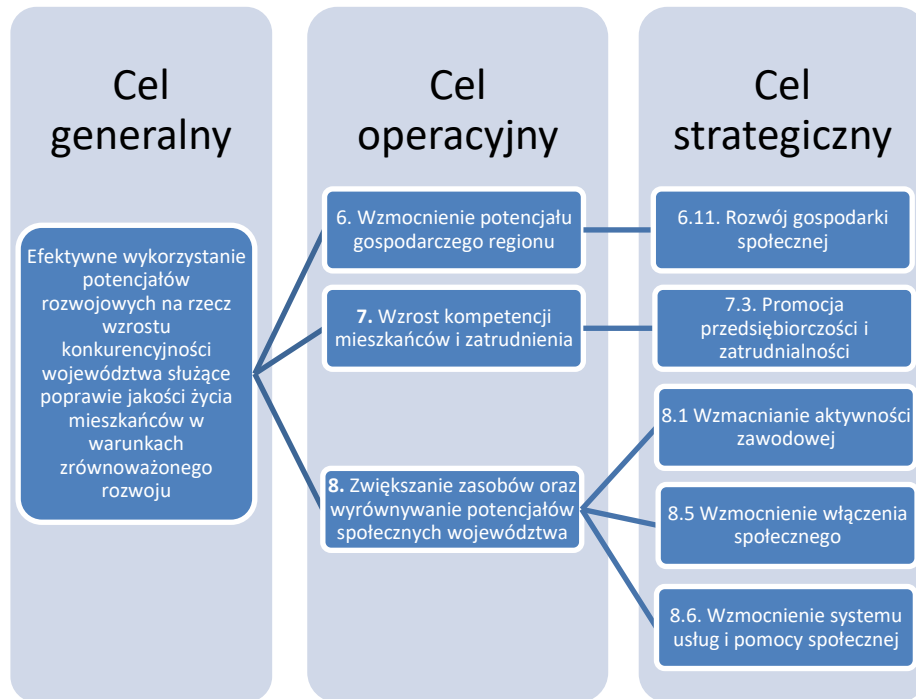 Cel
generalny
Efektywne wykorzystanie
potencjałów
rozwojowych na rzecz
wzrostu
konkurencyjności
województwa służące
poprawie jakości życia
mieszkańców w
warunkach
zrównoważonego
rozwoju
Cel
operacyjny
6. Wzmocnienie potencjału
gospodarczego regionu
7. Wzrost kompetencji
mieszkańców i zatrudnienia
8. Zwiększanie zasobów oraz
wyrównywanie potencjałów
społecznych województwa
Cel
strategiczny
6.11. Rozwój gospodarki
społecznej
7.3. Promocja
przedsiębiorczości i
zatrudnialności
8.1 Wzmacnianie aktywności
zawodowej
8.5 Wzmocnienie włączenia
społecznego
8.6. Wzmocnienie systemu
usług i pomocy społecznej